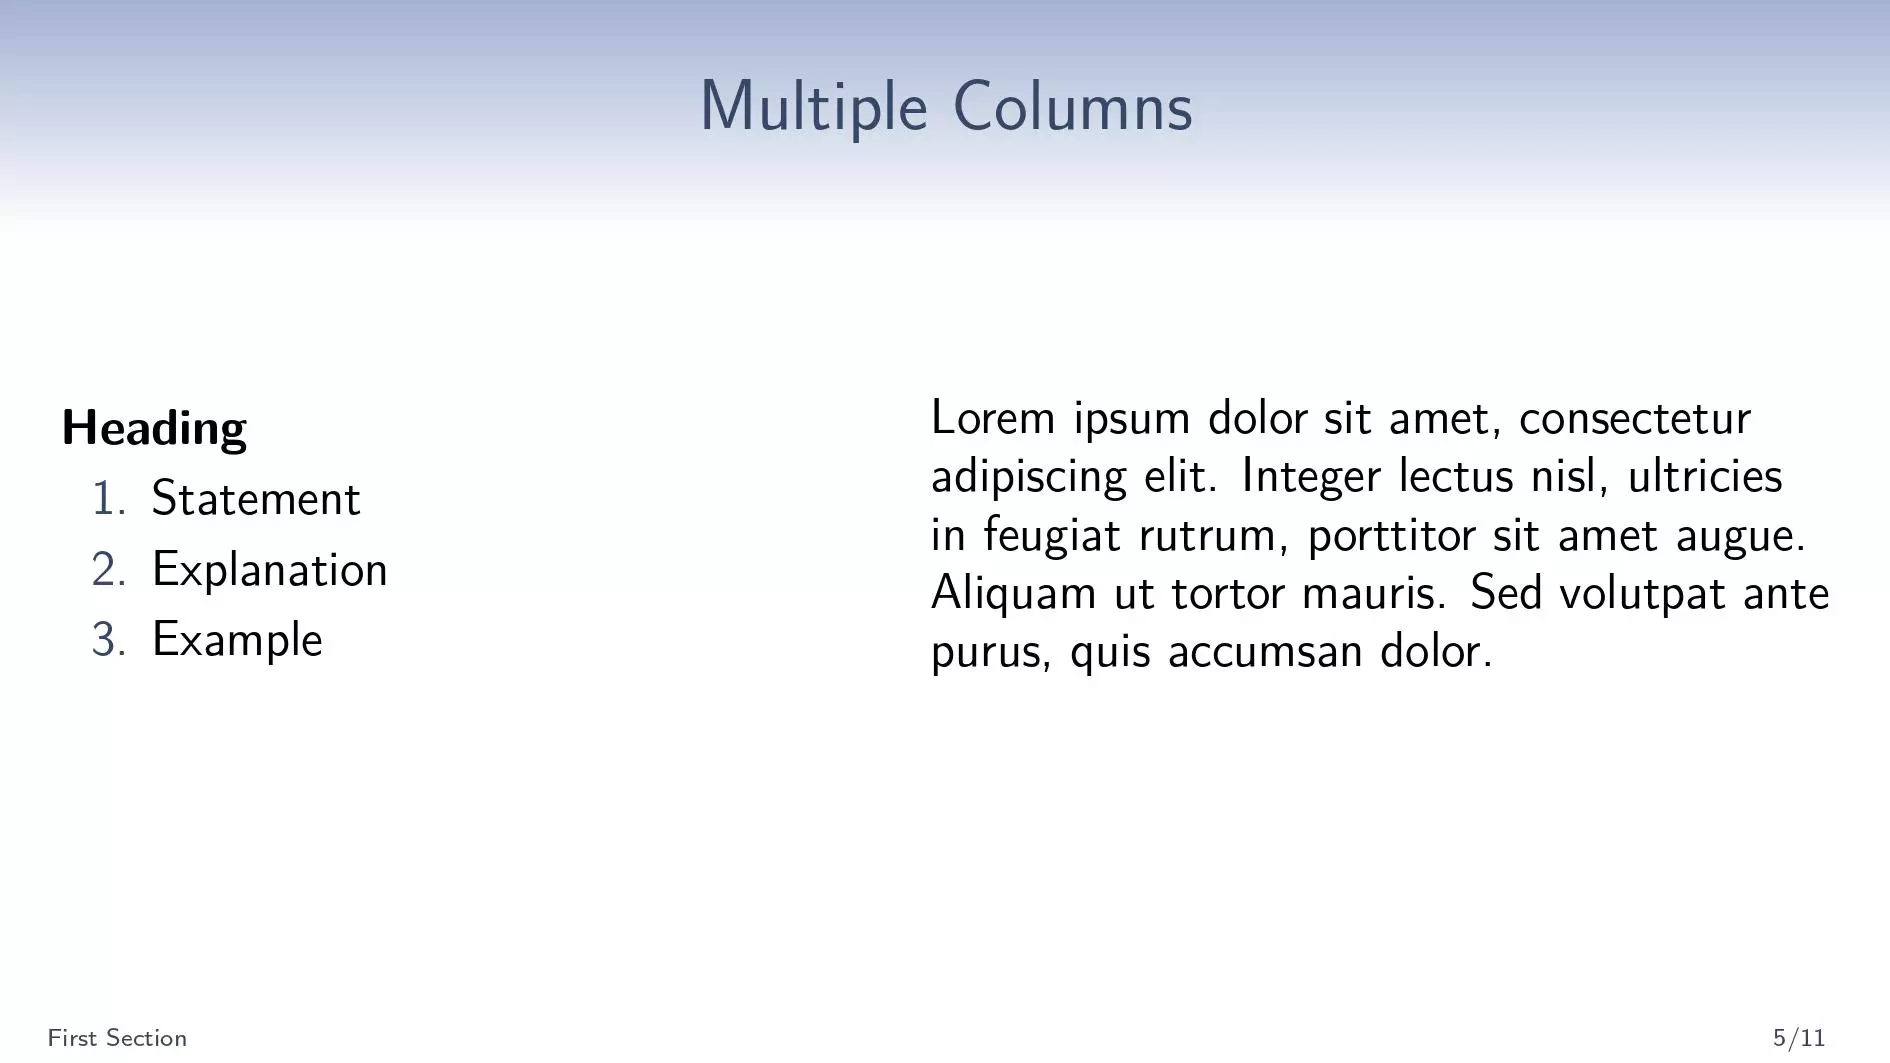 Multiple Columns
Heading
1. Statement
2. Explanation
3. Example
Lorem ipsum dolor sit amet, consectetur
adipiscing elit. Integer lectus nisl, ultricies
in feugiat rutrum, porttitor sit amet augue.
Aliquam ut tortor mauris. Sed volutpat ante
purus, quis accumsan dolor.
First Section
5/11